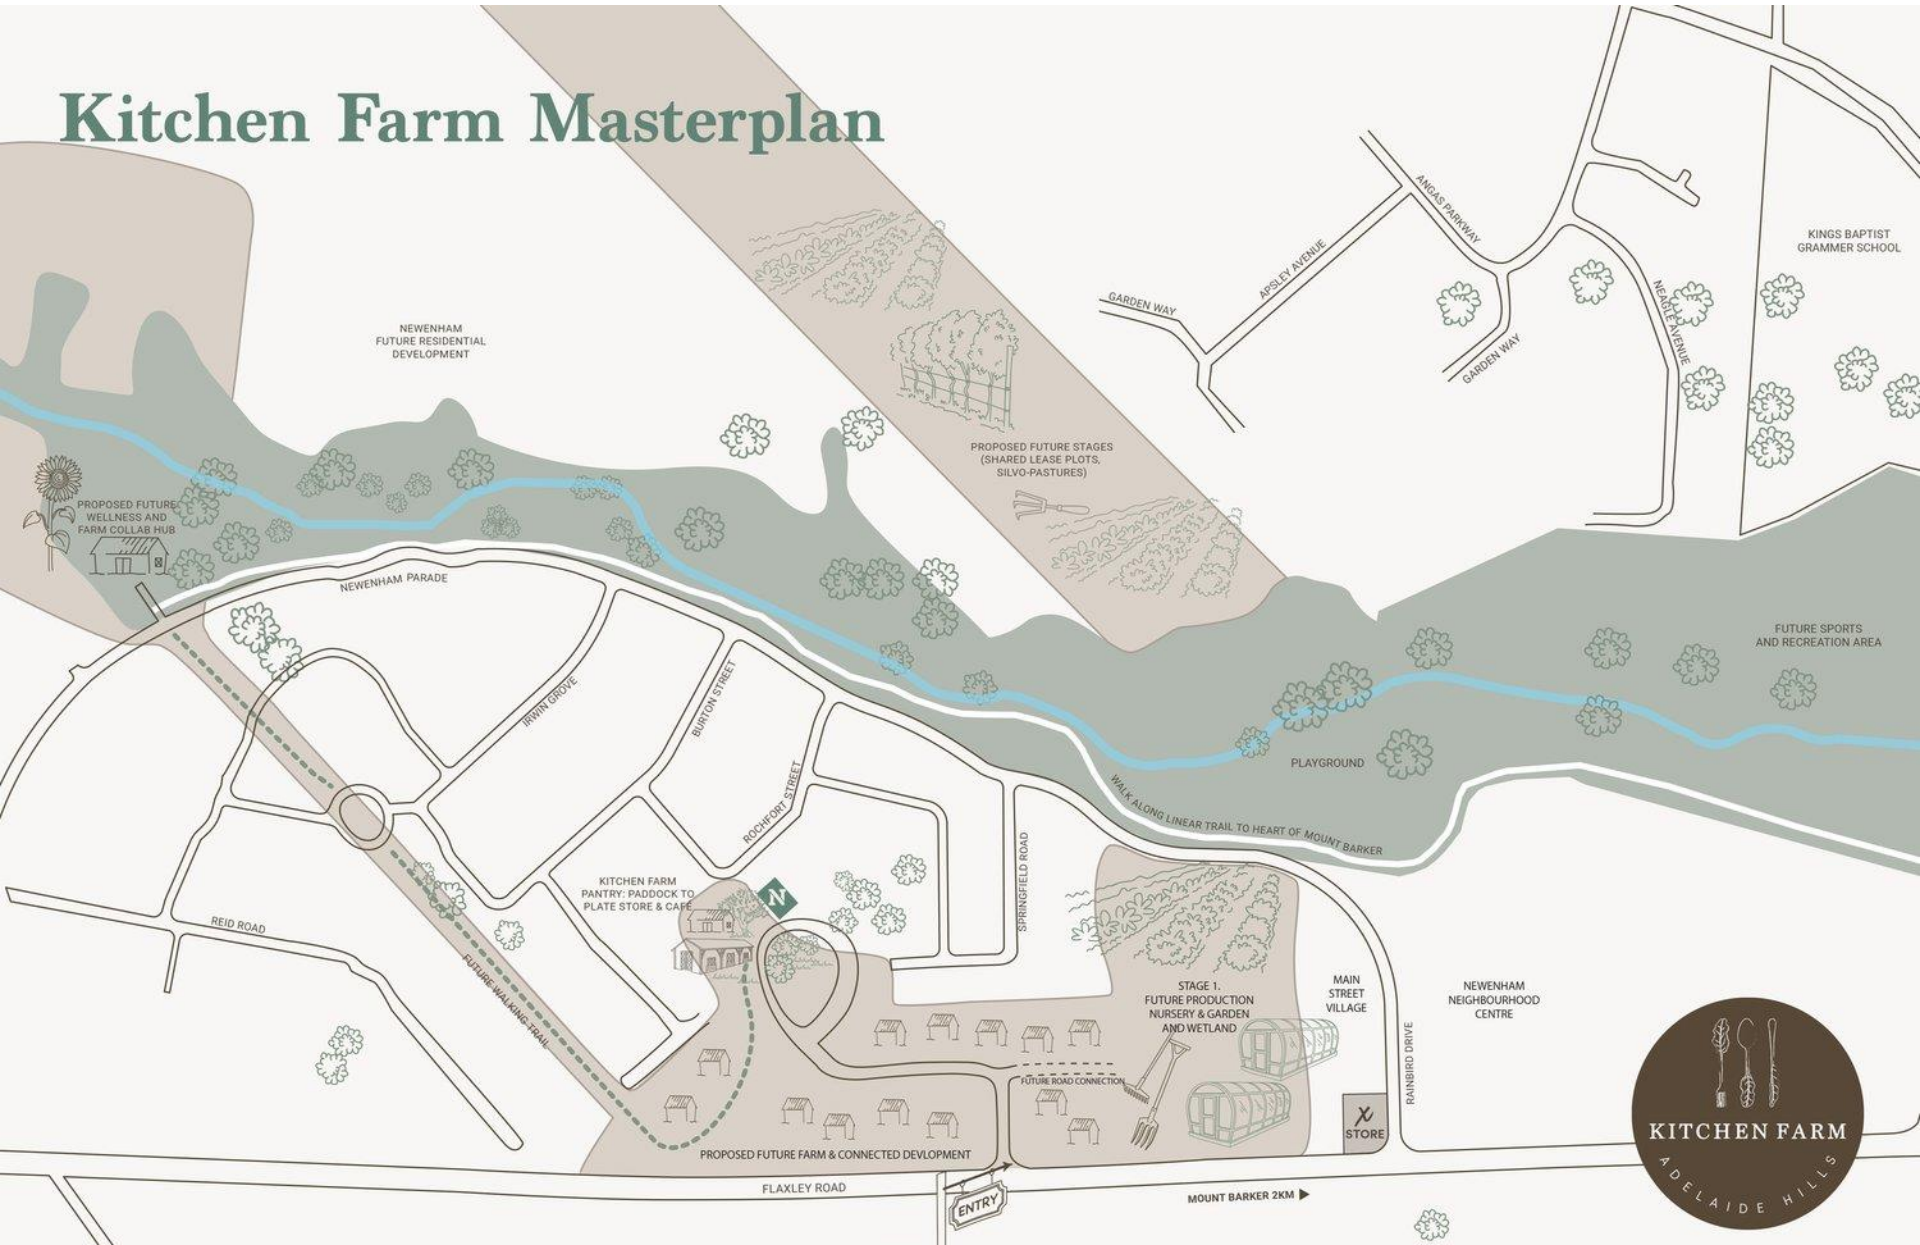 Kitchen Farm Masterplan
KINGS BAPTIST
GRAMMER SCHOOL
ANGAS PARKWAY
APSLEY AVENUE
GARDEN WAY
NEAGLE AVENUE
GARDEN WAY
NEWENHAM
FUTURE RESIDENTIAL
DEVELOPMENT
PROPOSED FUTURE STAGES
(SHARED LEASE PLOTS,
SILVO-PASTURES)
PROPOSED FUTURE
WELLNESS AND
FARM COLLAB HUB
NEWENHAM PARADE
FUTURE SPORTS
AND RECREATION AREA
IRWIN GROVE
BURTON STREET
ROCHFORT STREET
PLAYGROUND
WALK ALONG LINEAR TRAIL TO HEART OF MOUNT BARKER
SPRINGFIELD ROAD
KITCHEN FARM
PANTRY: PADDOCK TO
PLATE STORE & CAFE
N
REID ROAD
FUTURE WALKING TRAIL
STAGE 1.
FUTURE PRODUCTION
NURSERY & GARDEN
AND WETLAND
MAIN
STREET
VILLAGE
NEWENHAM
NEIGHBOURHOOD
CENTRE
RAINBIRD DRIVE
FUTURE ROAD CONNECTION
X
STORE
PROPOSED FUTURE FARM & CONNECTED DEVLOPMENT
FLAXLEY ROAD
ENTRY
MOUNT BARKER 2KM
KITCHEN FARM
ADELAIDE HILLS